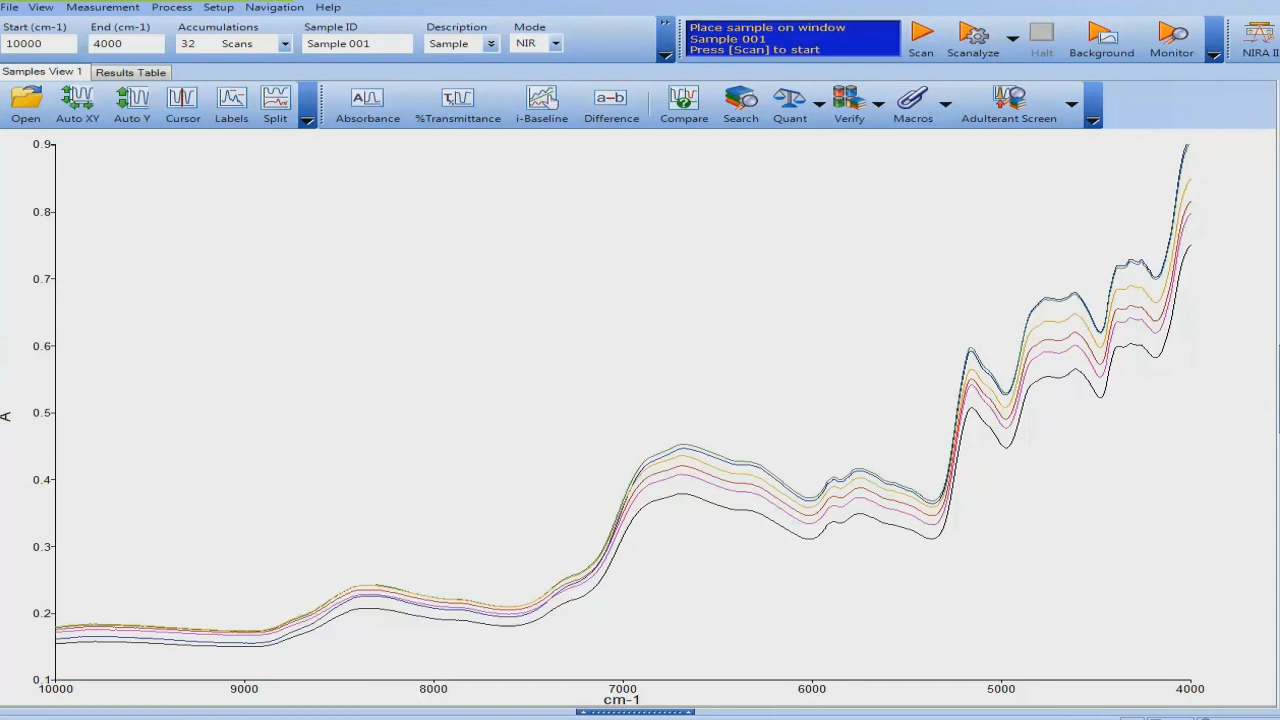 File View Measurement Process Setup Navigation Help
Start (cm-1) End (cm-1) Accumulations Sample ID Description Mode
10000 4000 32 Scans Sample 001 Sample NIR
Place sample on window
Sample 001
Press [Scan] to start
Scan Scanalyze Halt Background Monitor NIRA II
Samples View 1 Results Table
Open Auto XY Auto Y Cursor Labels Split Absorbance %Transmittance i-Baseline Difference Compare Search Quant Verify Macros Adulterant Screen
0.9
0.8
0.7
0.6
0.5
A
0.4
0.3
0.2
0.1
10000 9000 8000 7000 6000 5000 4000
cm-1